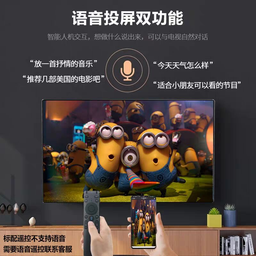 语音投屏双功能
智能人机交互，想做什么说出来，可以与电视自然对话
“放一首抒情的音乐”
“今天天气怎么样”
“推荐几部美国的电影吧”
“适合小朋友可以看的节目”
标配遥控不支持语音
需要语音遥控联系客服